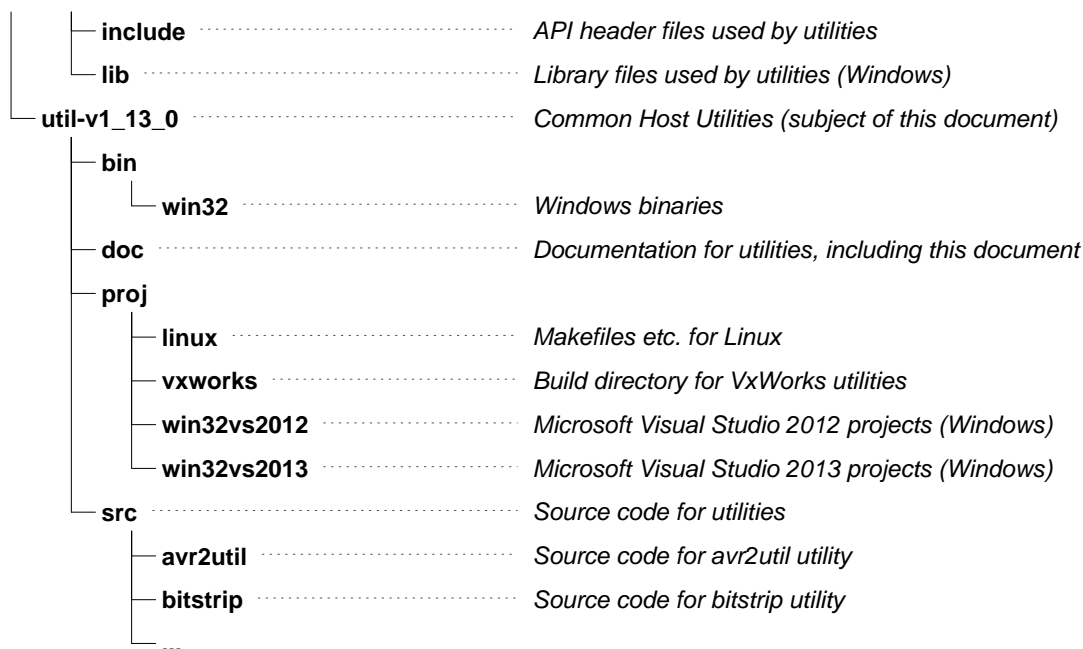 include API header files used by utilities
lib Library files used by utilities (Windows)
util-v1_13_0 Common Host Utilities (subject of this document)
bin
win32 Windows binaries
doc Documentation for utilities, including this document
proj
linux Makefiles etc. for Linux
vxworks Build directory for VxWorks utilities
win32vs2012 Microsoft Visual Studio 2012 projects (Windows)
win32vs2013 Microsoft Visual Studio 2013 projects (Windows)
src Source code for utilities
avr2util Source code for avr2util utility
bitstrip Source code for bitstrip utility
...